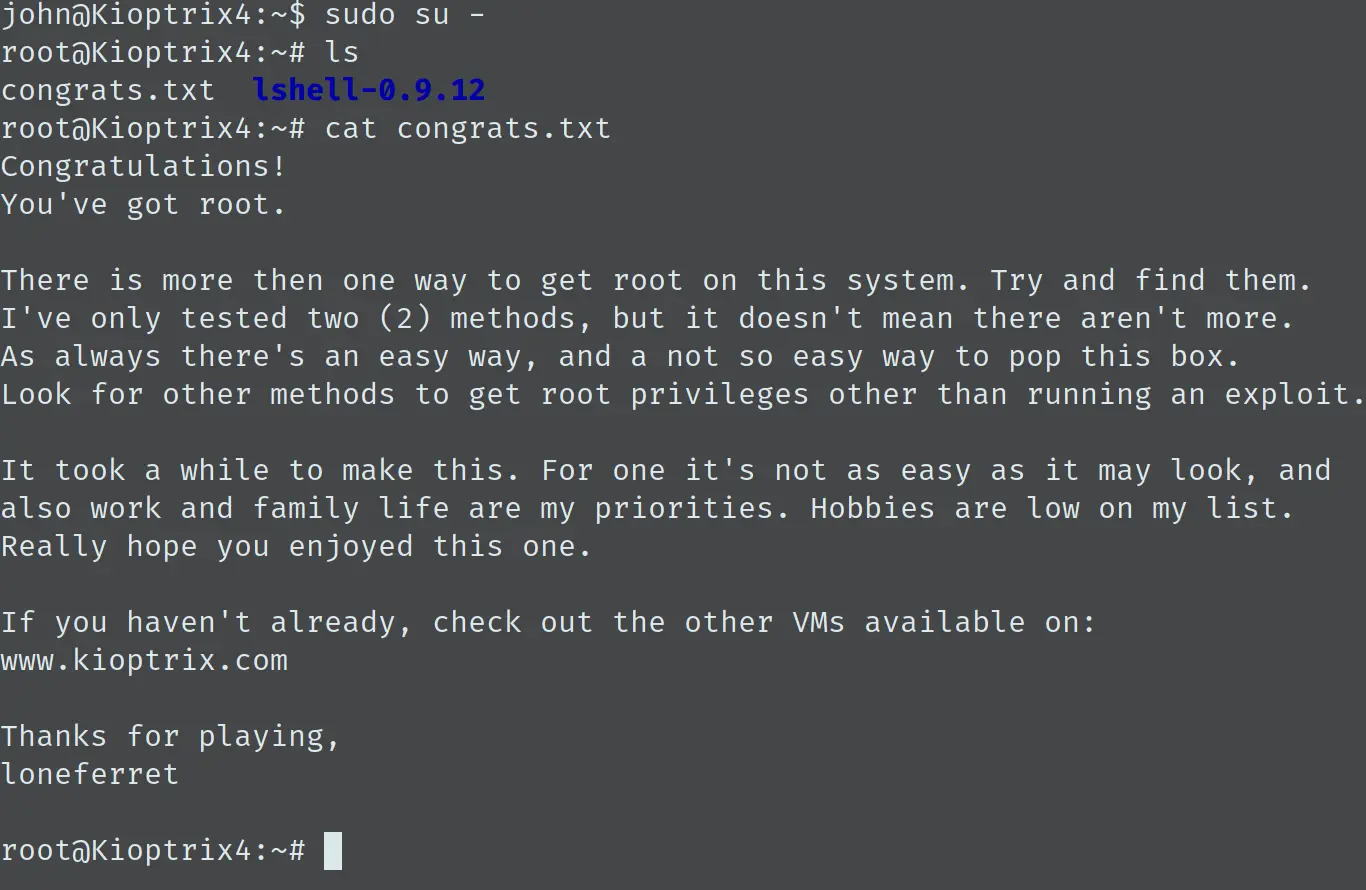 john@Kioptrix4:~$ sudo su -
root@Kioptrix4:~# ls
congrats.txt  lshell-0.9.12
root@Kioptrix4:~# cat congrats.txt
Congratulations!
You've got root.

There is more then one way to get root on this system. Try and find them.
I've only tested two (2) methods, but it doesn't mean there aren't more.
As always there's an easy way, and a not so easy way to pop this box.
Look for other methods to get root privileges other than running an exploit.

It took a while to make this. For one it's not as easy as it may look, and
also work and family life are my priorities. Hobbies are low on my list.
Really hope you enjoyed this one.

If you haven't already, check out the other VMs available on:
www.kioptrix.com

Thanks for playing,
loneferret

root@Kioptrix4:~#